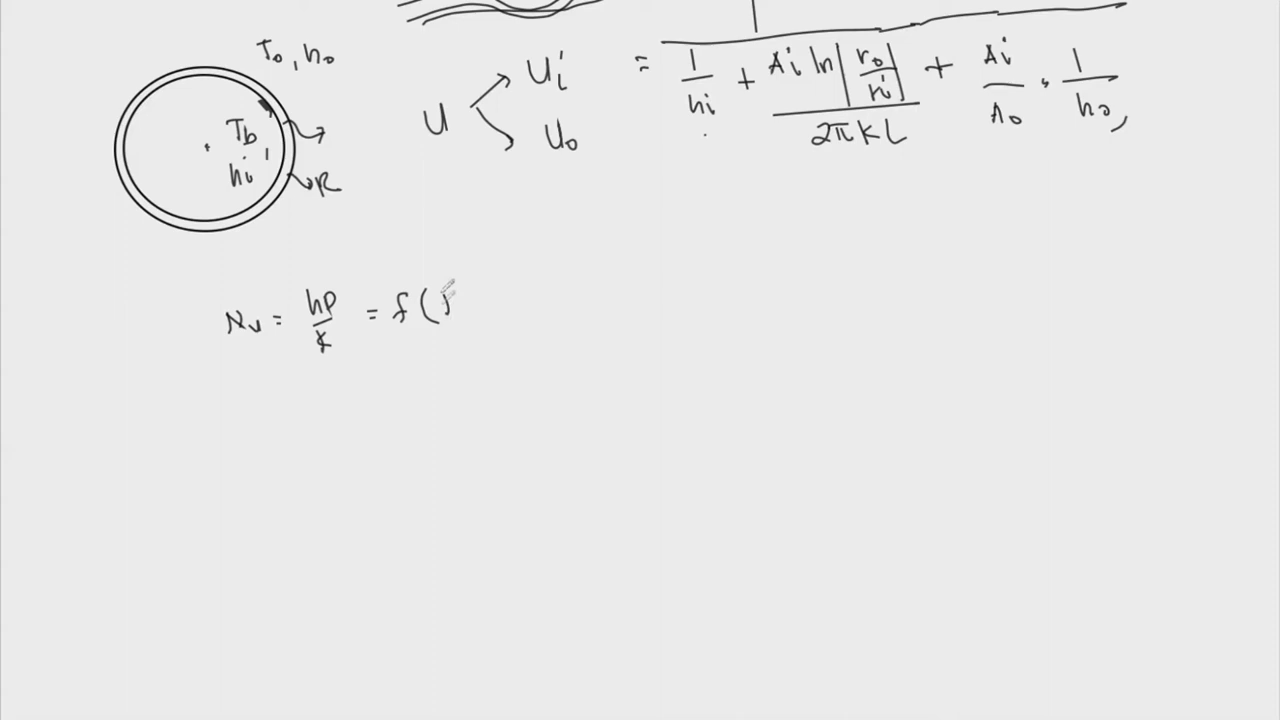 To, ho
Tb
hi
R
U
Ui
Uo
= 1 / 1/hi + Ai ln|ro/ri| / 2πkL + Ai/Ao · 1/ho,
Nu = hD/k = f(